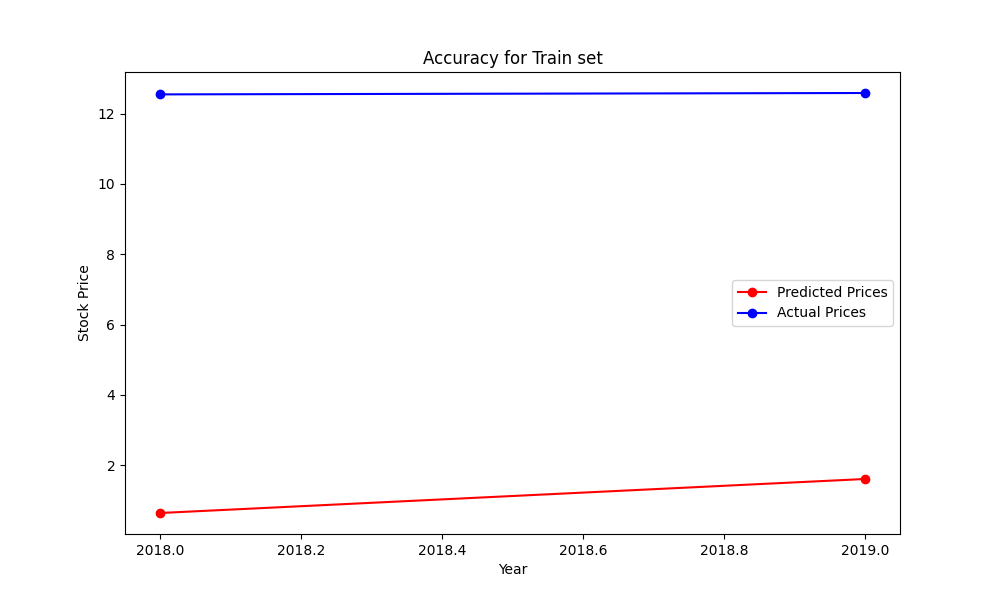 Accuracy for Train set
Stock Price
12
10
8
6
4
2
Predicted Prices
Actual Prices
2018.0 2018.2 2018.4 2018.6 2018.8 2019.0
Year